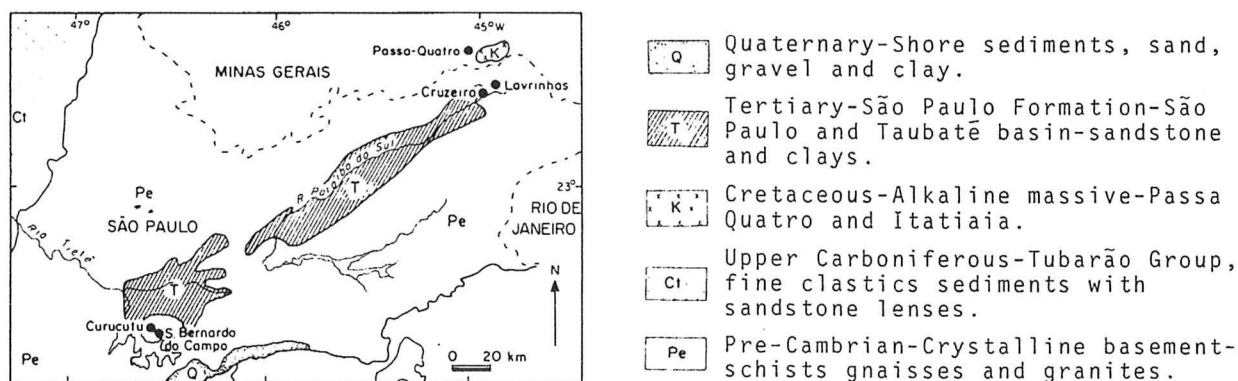 47°
46°
45°W
Passa-Quatro
K
MINAS GERAIS
Cruzeiro
Lavrinhas
Ct
R. Paraiba do Sul
T
23°
Pe
Pe
RIO DE
JANEIRO
SÃO PAULO
Rio Tietê
T
N
Curucutu
S. Bernardo
do Campo
Pe
Q
0 20 km
Q
Quaternary-Shore sediments, sand,
gravel and clay.
T
Tertiary-São Paulo Formation-São
Paulo and Taubatē basin-sandstone
and clays.
K
Cretaceous-Alkaline massive-Passa
Quatro and Itatiaia.
Ct
Upper Carboniferous-Tubarão Group,
fine clastics sediments with
sandstone lenses.
Pe
Pre-Cambrian-Crystalline basement-
schists gnaisses and granites.